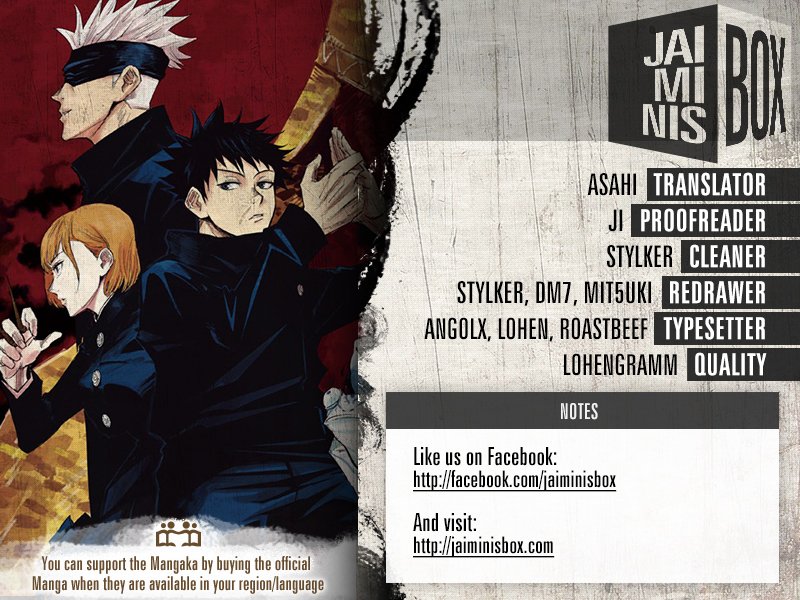 JAI
MI
NIS
BOX
ASAHI TRANSLATOR
JI PROOFREADER
STYLKER CLEANER
STYLKER, DM7, MIT5UKI REDRAWER
ANGOLX, LOHEN, ROASTBEEF TYPESETTER
LOHENGRAMM QUALITY
NOTES
Like us on Facebook:
http://facebook.com/jaiminisbox
And visit:
http://jaiminisbox.com
You can support the Mangaka by buying the official
Manga when they are available in your region/language